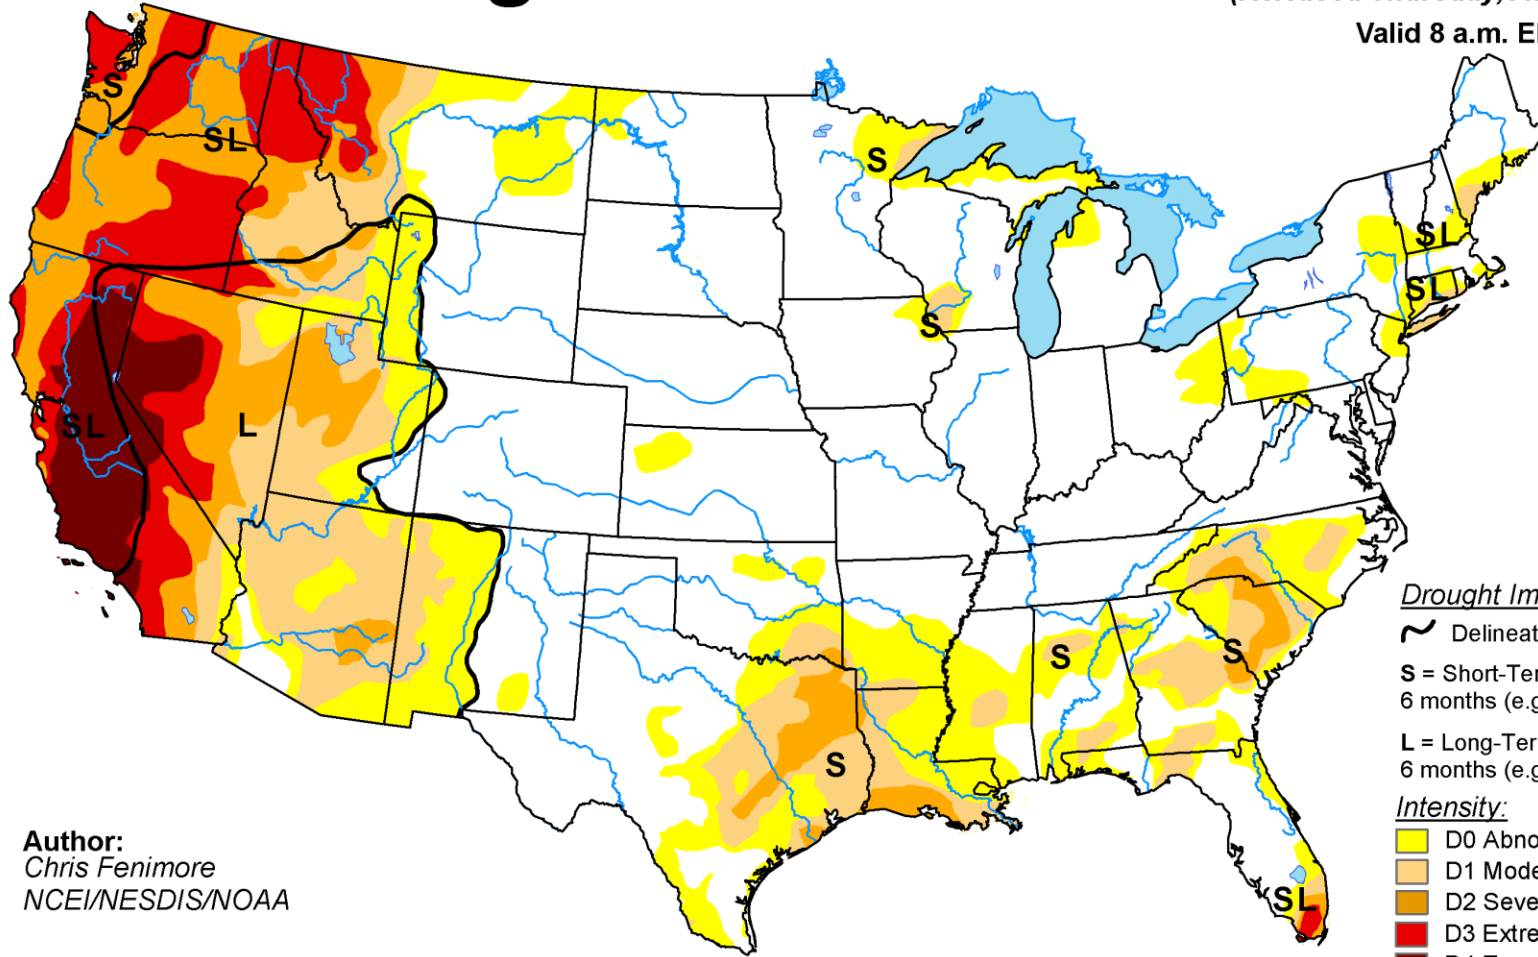 Valid 8 a.m.
S
SL
S
SL
SL
S
SL
L
Drought
S
S
Delineat
S = Short-Ter
6 months (e.g
S
L = Long-Ter
6 months (e.g
Intensity:
Author:
Chris Fenimore
NCEI/NESDIS/NOAA
D0 Abno
D1 Mode
D2 Seve
SL
D3 Extre